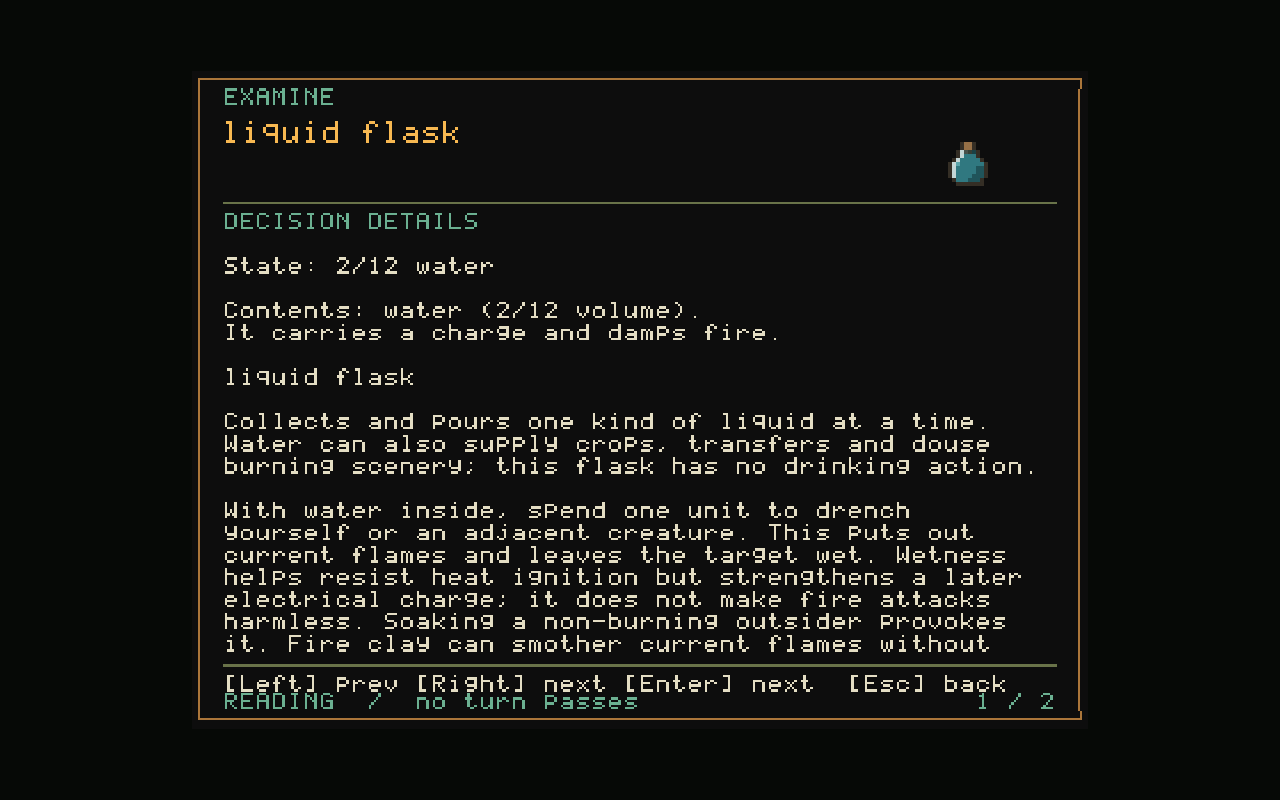 EXAMINE
liquid flask
DECISION DETAILS
State: 2/12 water
Contents: water (2/12 volume).
It carries a charge and damps fire.
liquid flask
Collects and pours one kind of liquid at a time.
Water can also supply crops, transfers and douse
burning scenery; this flask has no drinking action.
With water inside, spend one unit to drench
yourself or an adjacent creature. This puts out
current flames and leaves the target wet. Wetness
helps resist heat ignition but strengthens a later
electrical charge; it does not make fire attacks
harmless. Soaking a non-burning outsider provokes
it. Fire clay can smother current flames without
[Left] prev [Right] next [Enter] next  [Esc] back
READING  /  no turn passes 1 / 2